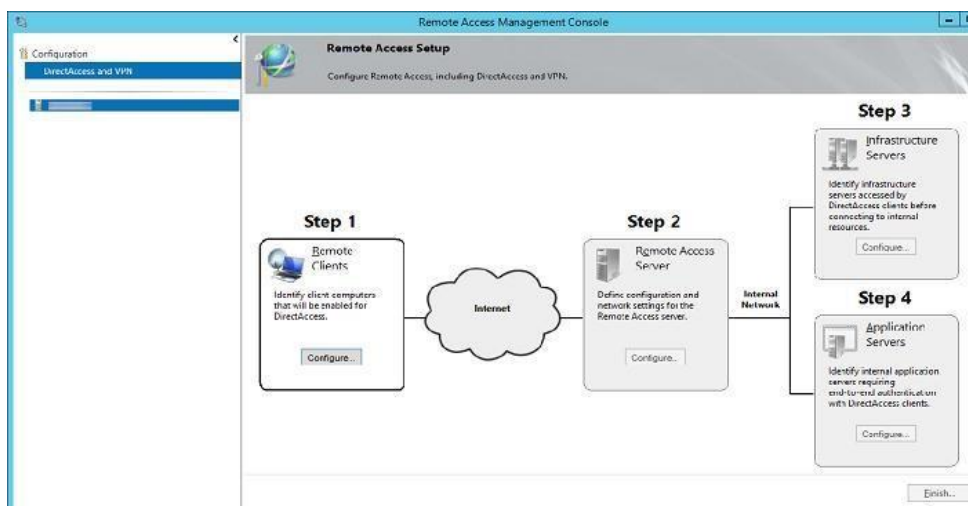 Remote Access Management Console
Configuration
DirectAccess and VPN
Remote Access Setup
Configure Remote Access, including DirectAccess and VPN.
Step 1
Remote
Clients
Identify client computers
that will be enabled for
DirectAccess.
Configure...
Internet
Step 2
Remote Access
Server
Define configuration and
network settings for the
Remote Access server.
Configure...
Internal
Network
Step 3
Infrastructure
Servers
Identify infrastructure
servers accessed by
DirectAccess clients before
connecting to internal
resources.
Configure...
Step 4
Application
Servers
Identify internal application
servers requiring
end-to-end authentication
with DirectAccess clients.
Configure...
Finish...